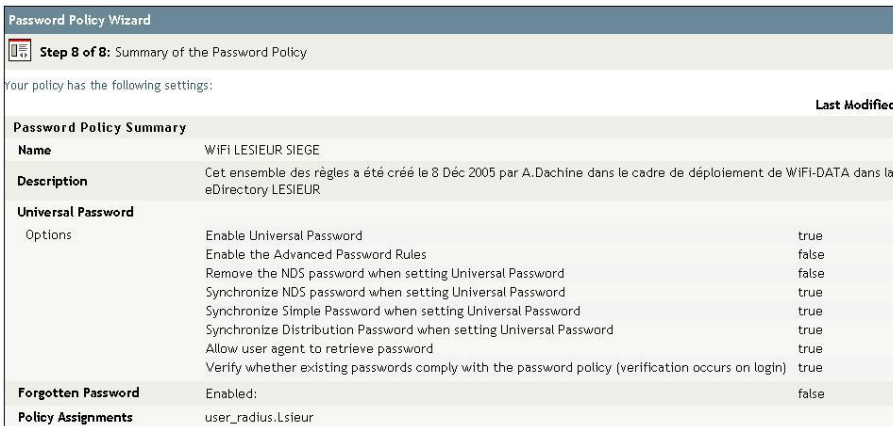 Password Policy Wizard
Step 8 of 8: Summary of the Password Policy
Your policy has the following settings:
Last Modified
Password Policy Summary
Name WiFi LESIEUR SIEGE
Description Cet ensemble des règles a été créé le 8 Déc 2005 par A.Dachine dans le cadre de déploiement de WiFi-DATA dans la
eDirectory LESIEUR
Universal Password
Options Enable Universal Password true
Enable the Advanced Password Rules false
Remove the NDS password when setting Universal Password false
Synchronize NDS password when setting Universal Password true
Synchronize Simple Password when setting Universal Password true
Synchronize Distribution Password when setting Universal Password true
Allow user agent to retrieve password true
Verify whether existing passwords comply with the password policy (verification occurs on login) true
Forgotten Password Enabled: false
Policy Assignments user_radius.Lsieur